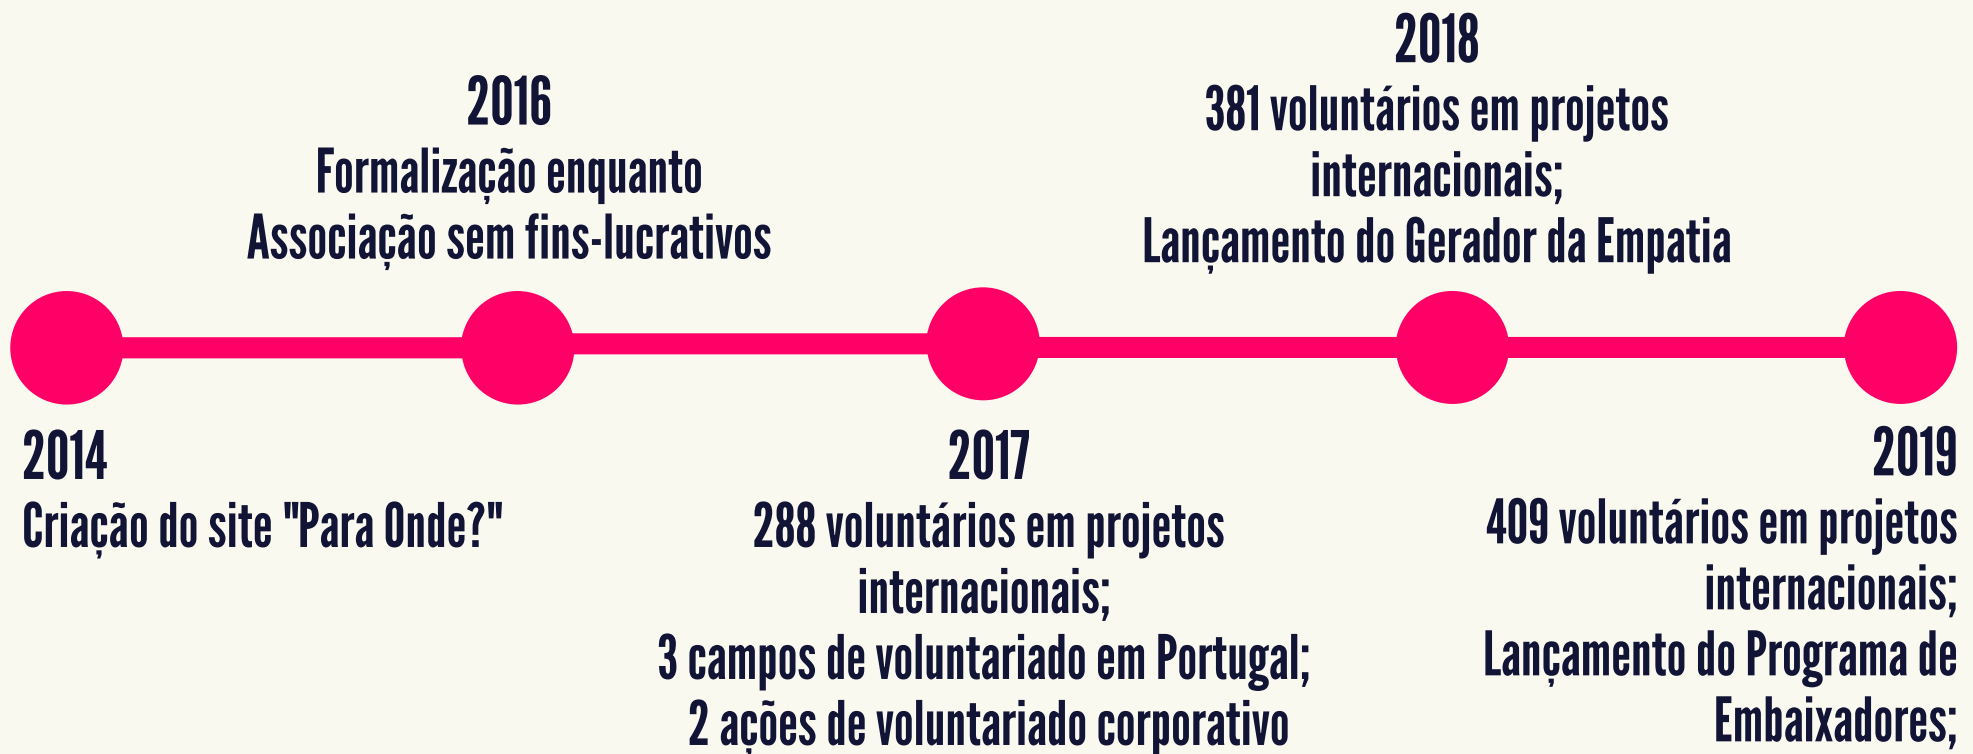 2014
Criação do site "Para Onde?"
2016
Formalização enquanto
Associação sem fins-lucrativos
2017
288 voluntários em projetos
internacionais;
3 campos de voluntariado em Portugal;
2 ações de voluntariado corporativo
2018
381 voluntários em projetos
internacionais;
Lançamento do Gerador da Empatia
2019
409 voluntários em projetos
internacionais;
Lançamento do Programa de
Embaixadores;